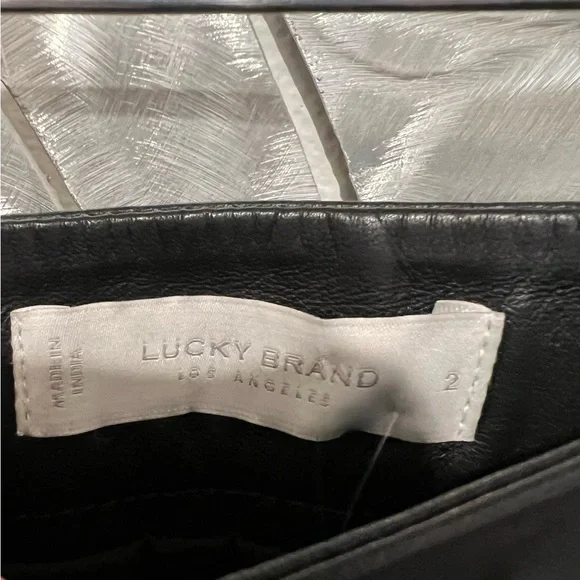 MADE IN
INDIA
LUCKY BRAND
LOS ANGELES
2